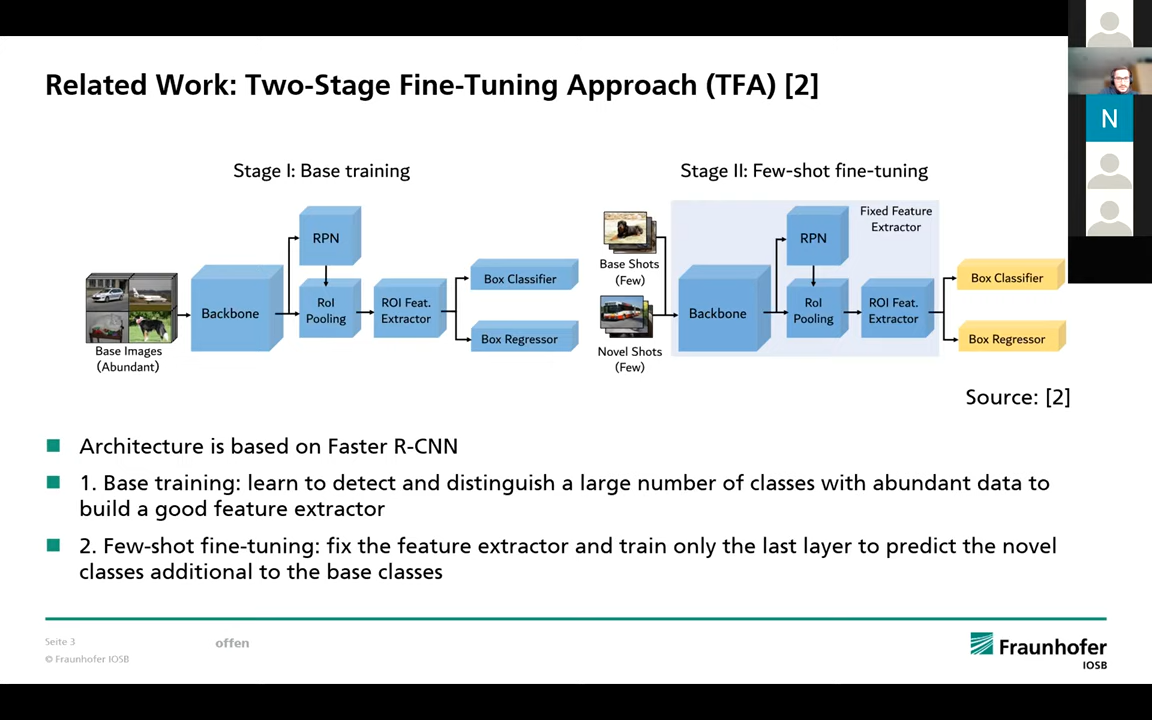 Related Work: Two-Stage Fine-Tuning Approach (TFA) [2]
N
Stage I: Base training
Stage II: Few-shot fine-tuning
RPN
RoI
Pooling
Backbone
ROI Feat.
Extractor
Box Classifier
Box Regressor
Base Images
(Abundant)
Base Shots
(Few)
Novel Shots
(Few)
Backbone
RPN
RoI
Pooling
Fixed Feature
Extractor
ROI Feat.
Extractor
Box Classifier
Box Regressor
Source: [2]
Architecture is based on Faster R-CNN
1. Base training: learn to detect and distinguish a large number of classes with abundant data to
build a good feature extractor
2. Few-shot fine-tuning: fix the feature extractor and train only the last layer to predict the novel
classes additional to the base classes
Seite 3
offen
© Fraunhofer IOSB
Fraunhofer
IOSB